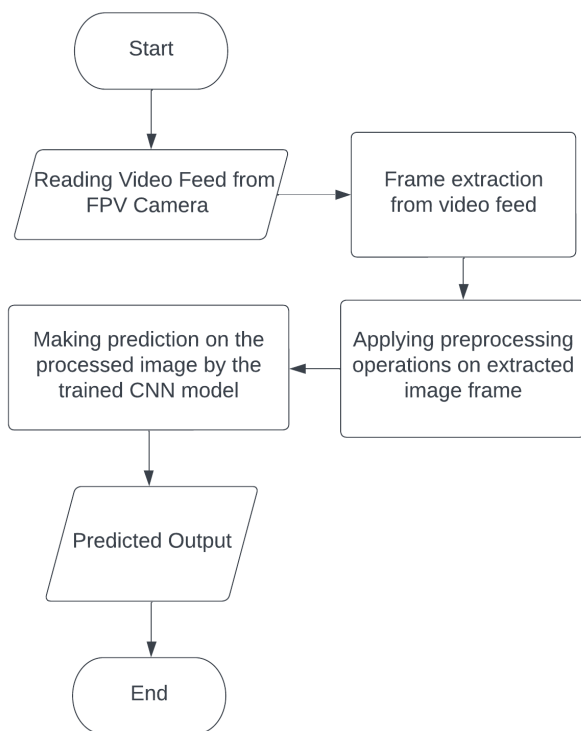 Start
Reading Video Feed from
FPV Camera
Frame extraction
from video feed
Applying preprocessing
operations on extracted
image frame
Making prediction on the
processed image by the
trained CNN model
Predicted Output
End